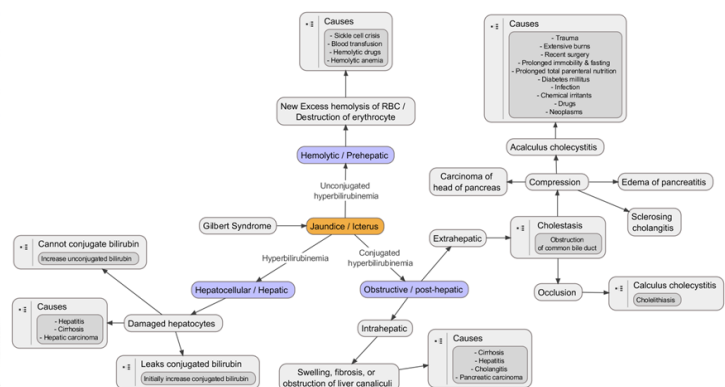 Causes
- Sickle cell crisis
- Blood transfusion
- Hemolytic drugs
- Hemolytic anemia
New Excess hemolysis of RBC /
Destruction of erythrocyte
Hemolytic / Prehepatic
Unconjugated
hyperbilirubinemia
Gilbert Syndrome
Jaundice / Icterus
Hyperbilirubinemia
Conjugated
hyperbilirubinemia
Cannot conjugate bilirubin
Increase unconjugated bilirubin
Hepatocellular / Hepatic
Causes
- Hepatitis
- Cirrhosis
- Hepatic carcinoma
Damaged hepatocytes
Leaks conjugated bilirubin
Initially increase conjugated bilirubin
Obstructive / post-hepatic
Intrahepatic
Swelling, fibrosis, or
obstruction of liver canaliculi
Causes
- Cirrhosis
- Hepatitis
- Cholangitis
- Pancreatic carcinoma
Extrahepatic
Cholestasis
Obstruction
of common bile duct
Compression
Carcinoma of
head of pancreas
Acalculus cholecystitis
Causes
- Trauma
- Extensive burns
- Recent surgery
- Prolonged immobility & fasting
- Prolonged total parenteral nutrition
- Diabetes millitus
- Infection
- Chemical irritants
- Drugs
- Neoplasms
Edema of pancreatitis
Sclerosing
cholangitis
Occlusion
Calculus cholecystitis
Cholelithiasis